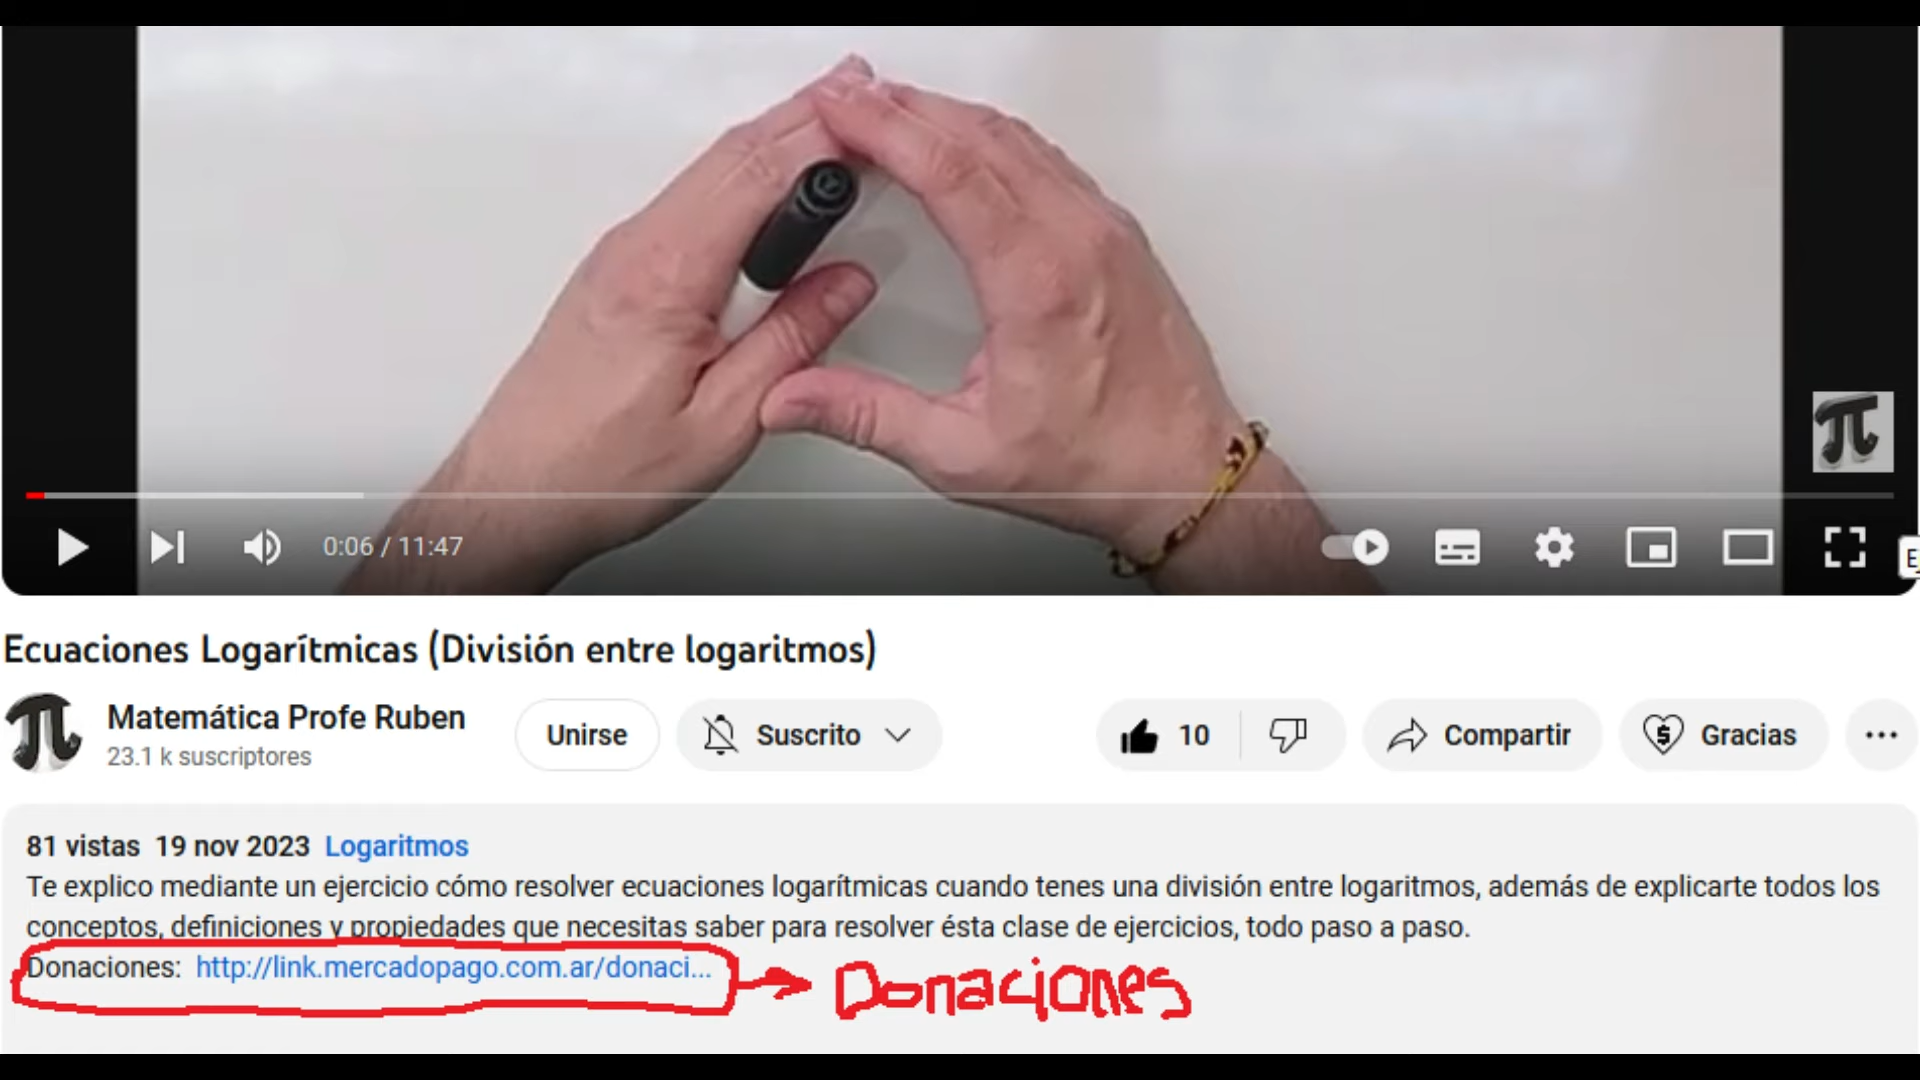 0:06 / 11:47
Ecuaciones Logarítmicas (División entre logaritmos)
Matemática Profe Ruben
23.1 k suscriptores
Unirse
Suscrito
10
Compartir
Gracias
81 vistas 19 nov 2023 Logaritmos
Te explico mediante un ejercicio cómo resolver ecuaciones logarítmicas cuando tenes una división entre logaritmos, además de explicarte todos los
conceptos, definiciones y propiedades que necesitas saber para resolver ésta clase de ejercicios, todo paso a paso.
Donaciones: http://link.mercadopago.com.ar/donaci...
Donaciones